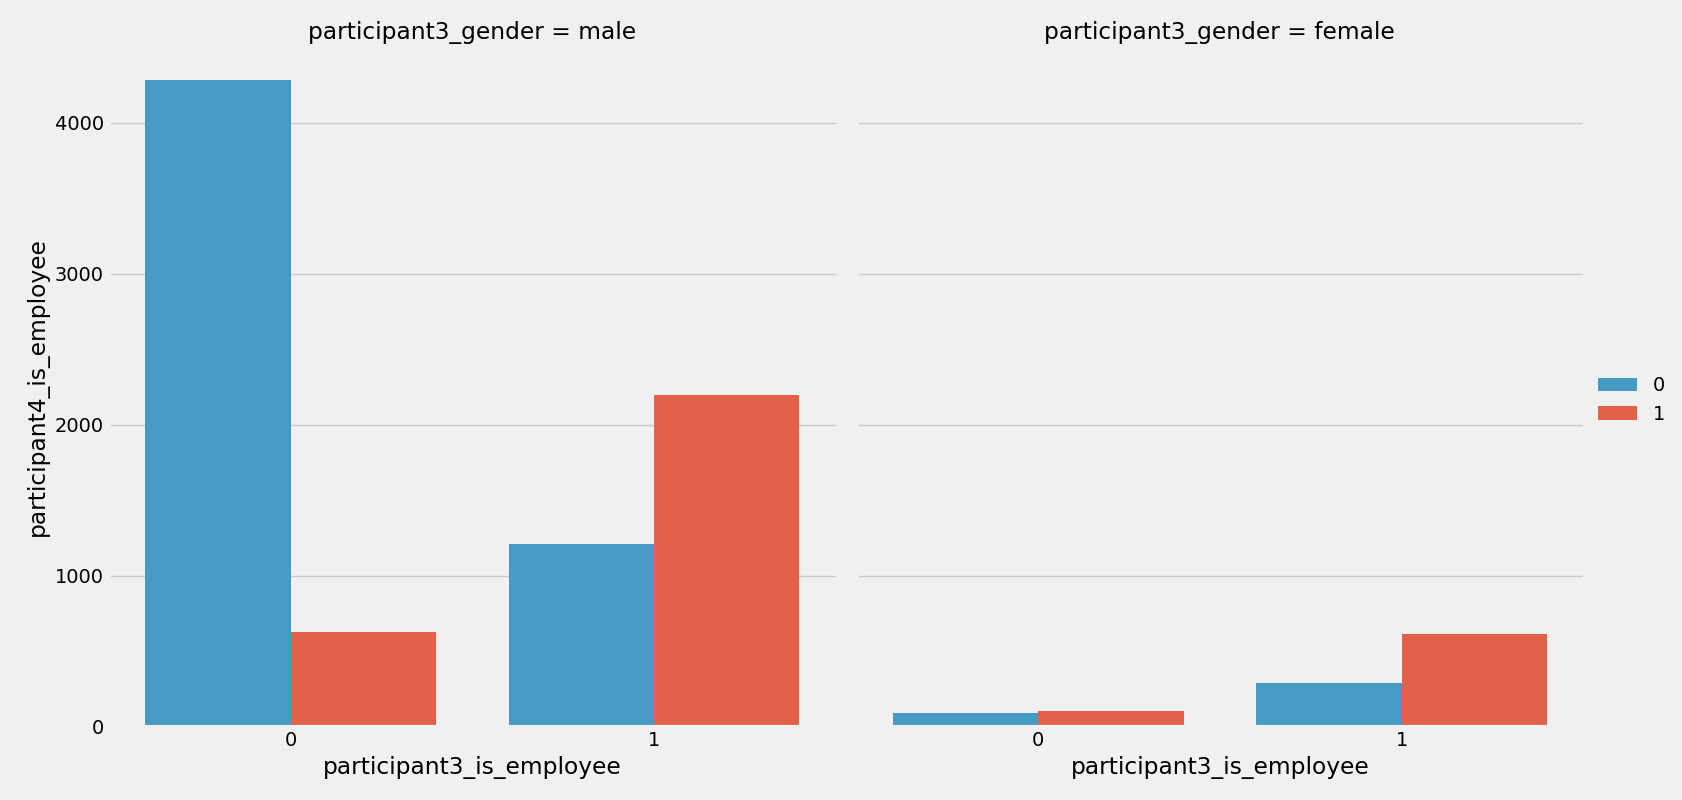 participant3_gender = male
participant3_gender = female
participant4_is_employee
4000
3000
2000
1000
0
0
1
0
1
participant3_is_employee
participant3_is_employee
0
1